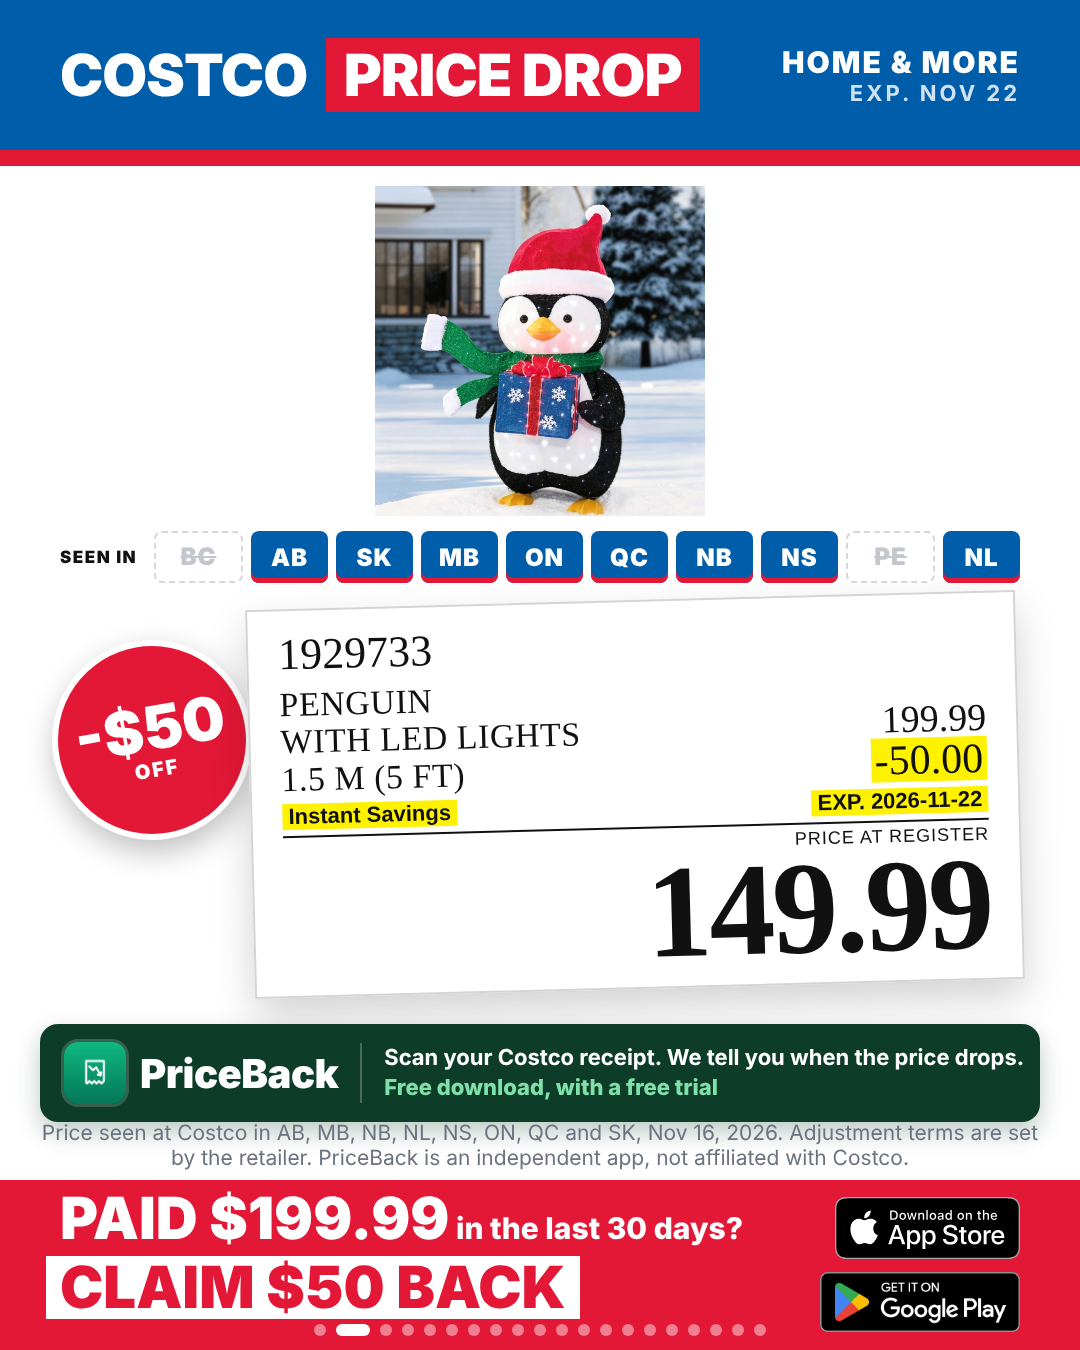 COSTCO PRICE DROP
HOME & MORE
EXP. NOV 22
SEEN IN BC AB SK MB ON QC NB NS PE NL
-$50
OFF
1929733
PENGUIN
WITH LED LIGHTS
1.5 M (5 FT)
Instant Savings
199.99
-50.00
EXP. 2026-11-22
PRICE AT REGISTER
149.99
PriceBack
Scan your Costco receipt. We tell you when the price drops.
Free download, with a free trial
Price seen at Costco in AB, MB, NB, NL, NS, ON, QC and SK, Nov 16, 2026. Adjustment terms are set
by the retailer. PriceBack is an independent app, not affiliated with Costco.
PAID $199.99 in the last 30 days?
CLAIM $50 BACK
Download on the
App Store
GET IT ON
Google Play